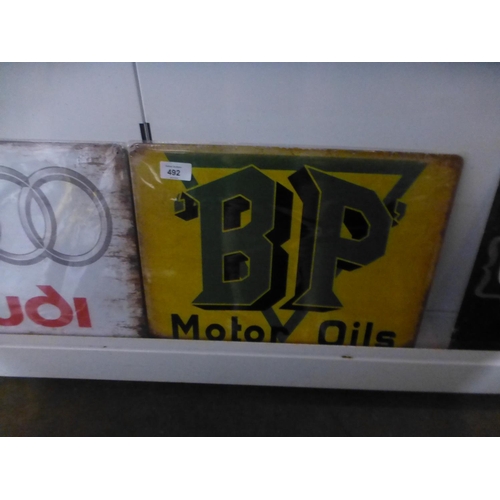 492
"BP"
Motor Oils
udi